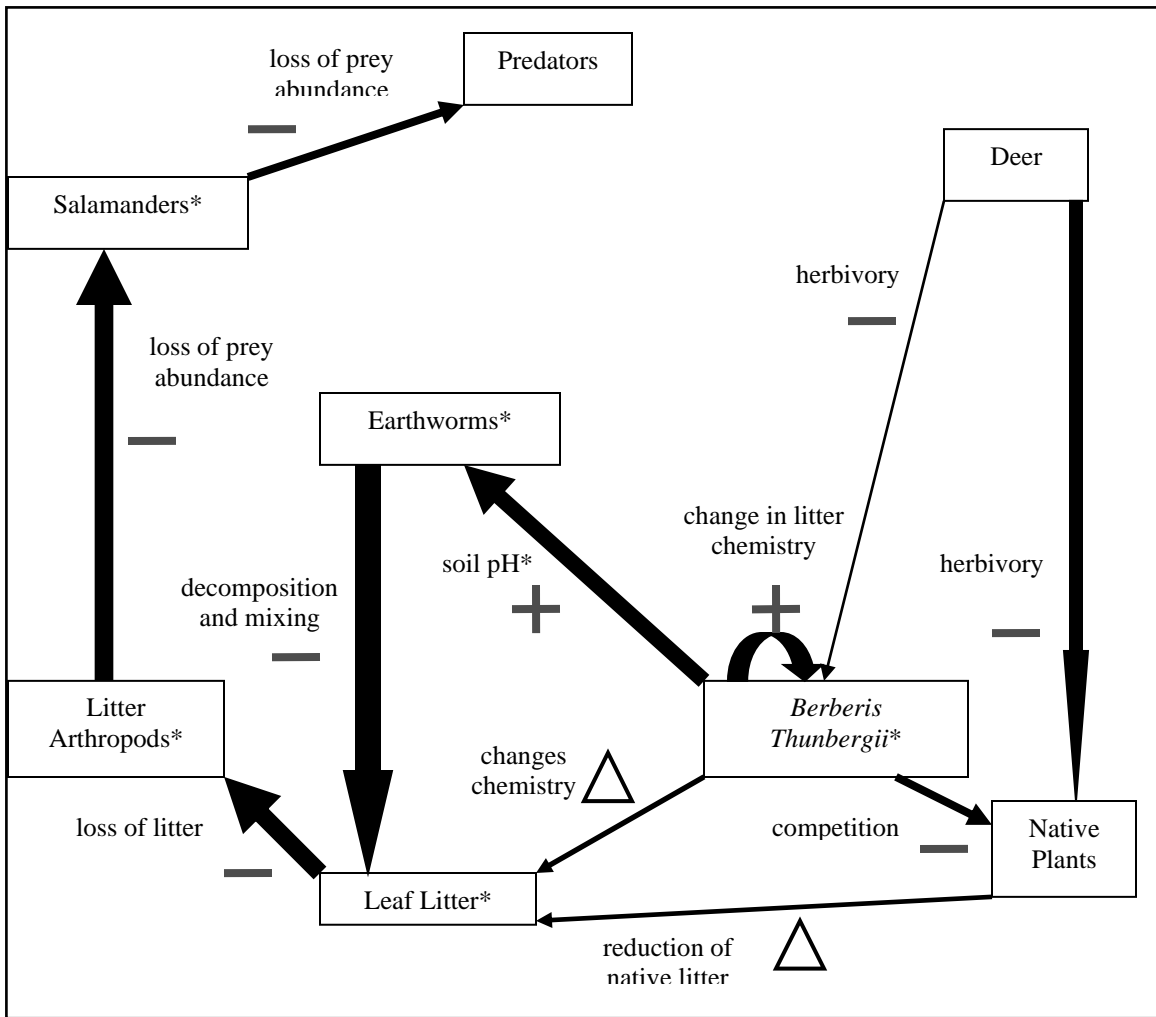 loss of prey
abundance
Predators
Deer
Salamanders*
herbivory
loss of prey
abundance
Earthworms*
change in litter
chemistry
soil pH*
herbivory
decomposition
and mixing
Litter
Arthropods*
Berberis
Thunbergii*
changes
chemistry
loss of litter
competition
Native
Plants
Leaf Litter*
reduction of
native litter